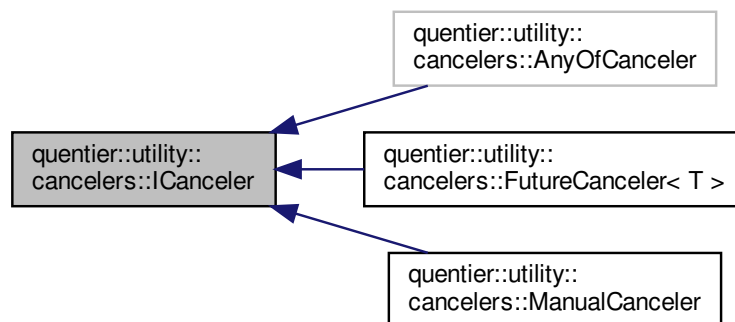 quentier::utility::
cancelers::AnyOfCanceler
quentier::utility::
cancelers::ICanceler
quentier::utility::
cancelers::FutureCanceler< T >
quentier::utility::
cancelers::ManualCanceler